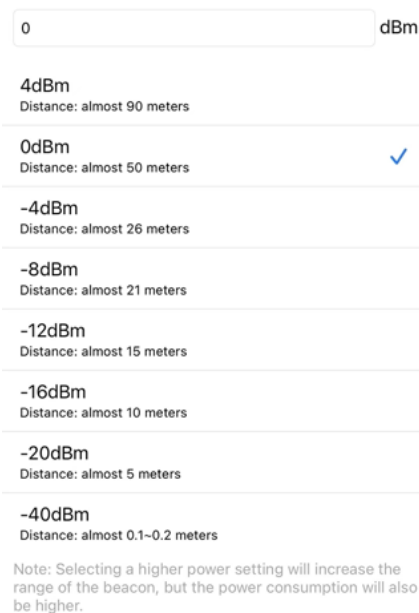 0 dBm
4dBm
Distance: almost 90 meters
0dBm
Distance: almost 50 meters
-4dBm
Distance: almost 26 meters
-8dBm
Distance: almost 21 meters
-12dBm
Distance: almost 15 meters
-16dBm
Distance: almost 10 meters
-20dBm
Distance: almost 5 meters
-40dBm
Distance: almost 0.1~0.2 meters
Note: Selecting a higher power setting will increase the
range of the beacon, but the power consumption will also
be higher.